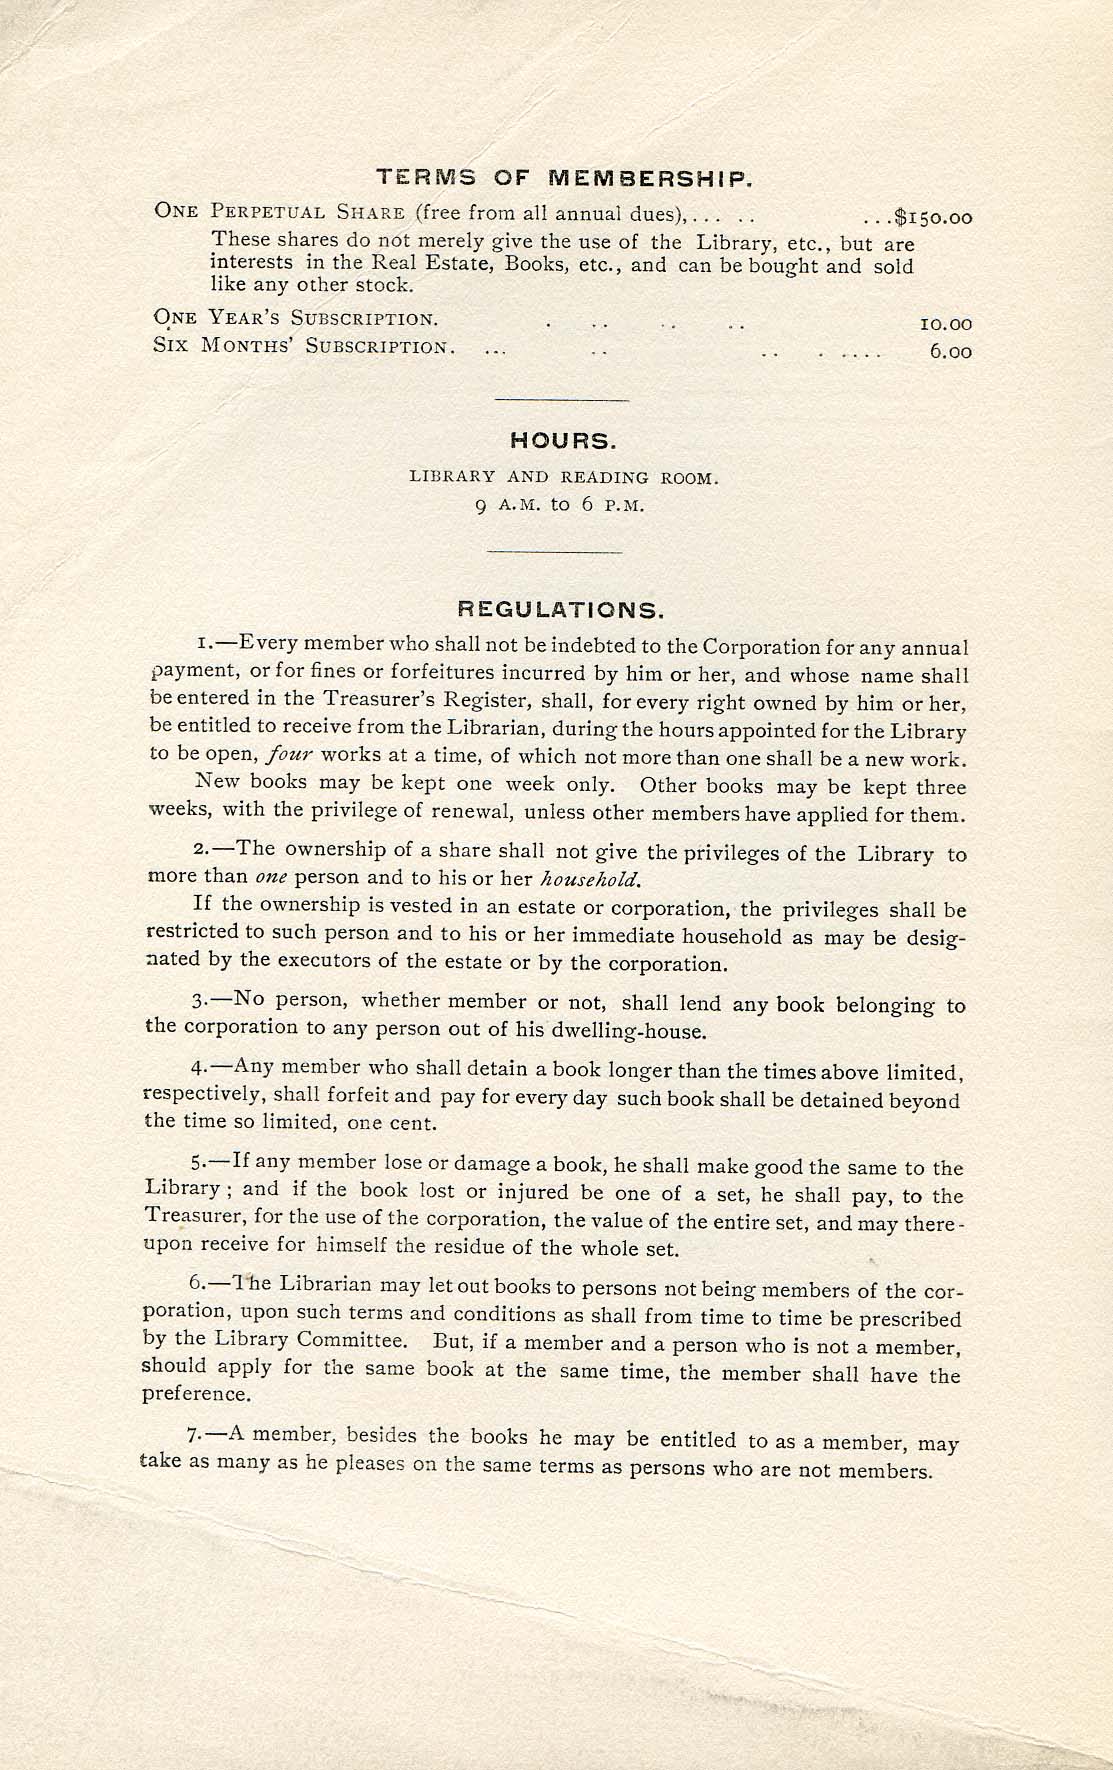 TERMS OF MEMBERSHIP.
ONE PERPETUAL SHARE (free from all annual dues),... .. ...$150.00
These shares do not merely give the use of the Library, etc., but are
interests in the Real Estate, Books, etc., and can be bought and sold
like any other stock.
ONE YEAR'S SUBSCRIPTION. . .. .. .. 10.00
SIX MONTHS' SUBSCRIPTION. ... .. .. . .... 6.00
HOURS.
LIBRARY AND READING ROOM.
9 A.M. to 6 P.M.
REGULATIONS.
1.—Every member who shall not be indebted to the Corporation for any annual
payment, or for fines or forfeitures incurred by him or her, and whose name shall
be entered in the Treasurer's Register, shall, for every right owned by him or her,
be entitled to receive from the Librarian, during the hours appointed for the Library
to be open, four works at a time, of which not more than one shall be a new work.
New books may be kept one week only. Other books may be kept three
weeks, with the privilege of renewal, unless other members have applied for them.
2.—The ownership of a share shall not give the privileges of the Library to
more than one person and to his or her household.
If the ownership is vested in an estate or corporation, the privileges shall be
restricted to such person and to his or her immediate household as may be desig-
nated by the executors of the estate or by the corporation.
3.—No person, whether member or not, shall lend any book belonging to
the corporation to any person out of his dwelling-house.
4.—Any member who shall detain a book longer than the times above limited,
respectively, shall forfeit and pay for every day such book shall be detained beyond
the time so limited, one cent.
5.—If any member lose or damage a book, he shall make good the same to the
Library; and if the book lost or injured be one of a set, he shall pay, to the
Treasurer, for the use of the corporation, the value of the entire set, and may there-
upon receive for himself the residue of the whole set.
6.—The Librarian may let out books to persons not being members of the cor-
poration, upon such terms and conditions as shall from time to time be prescribed
by the Library Committee. But, if a member and a person who is not a member,
should apply for the same book at the same time, the member shall have the
preference.
7.—A member, besides the books he may be entitled to as a member, may
take as many as he pleases on the same terms as persons who are not members.